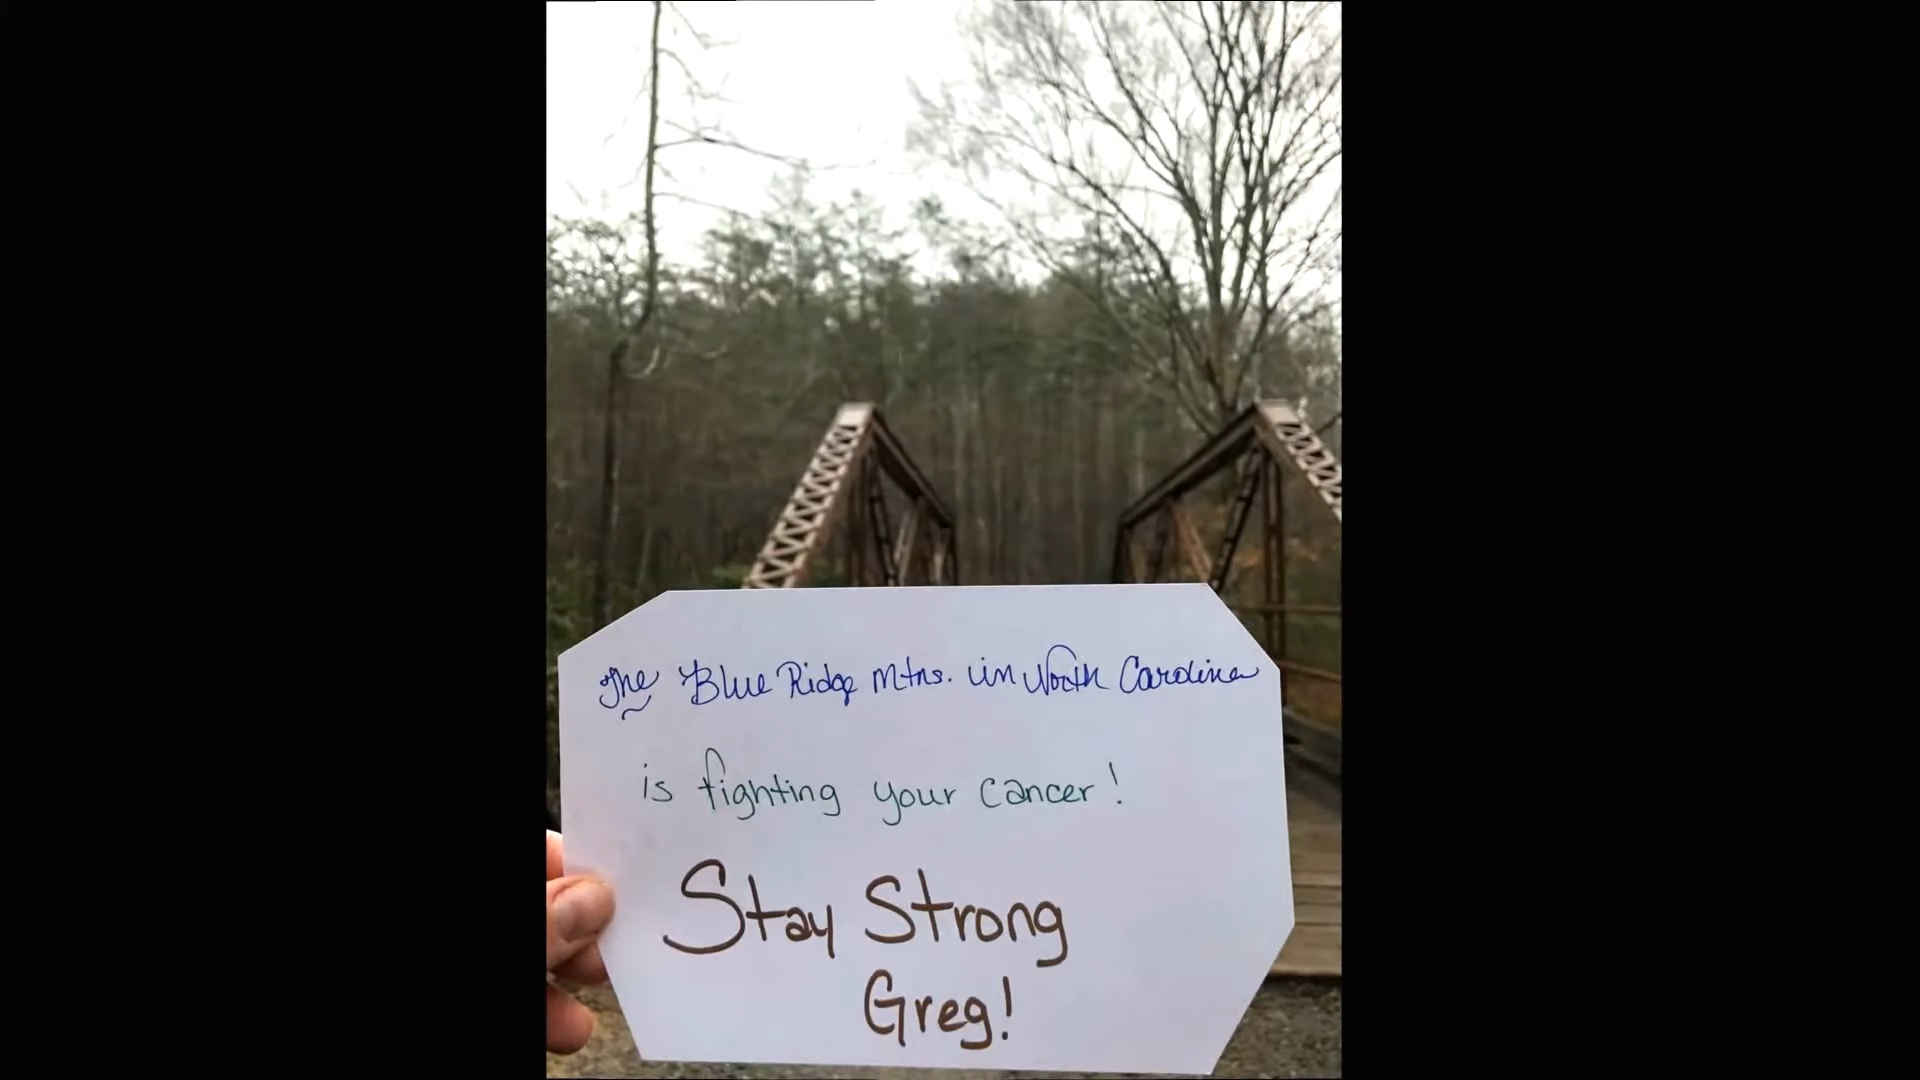 The Blue Ridge Mtns. in North Carolina
is fighting your cancer!
Stay Strong
Greg!